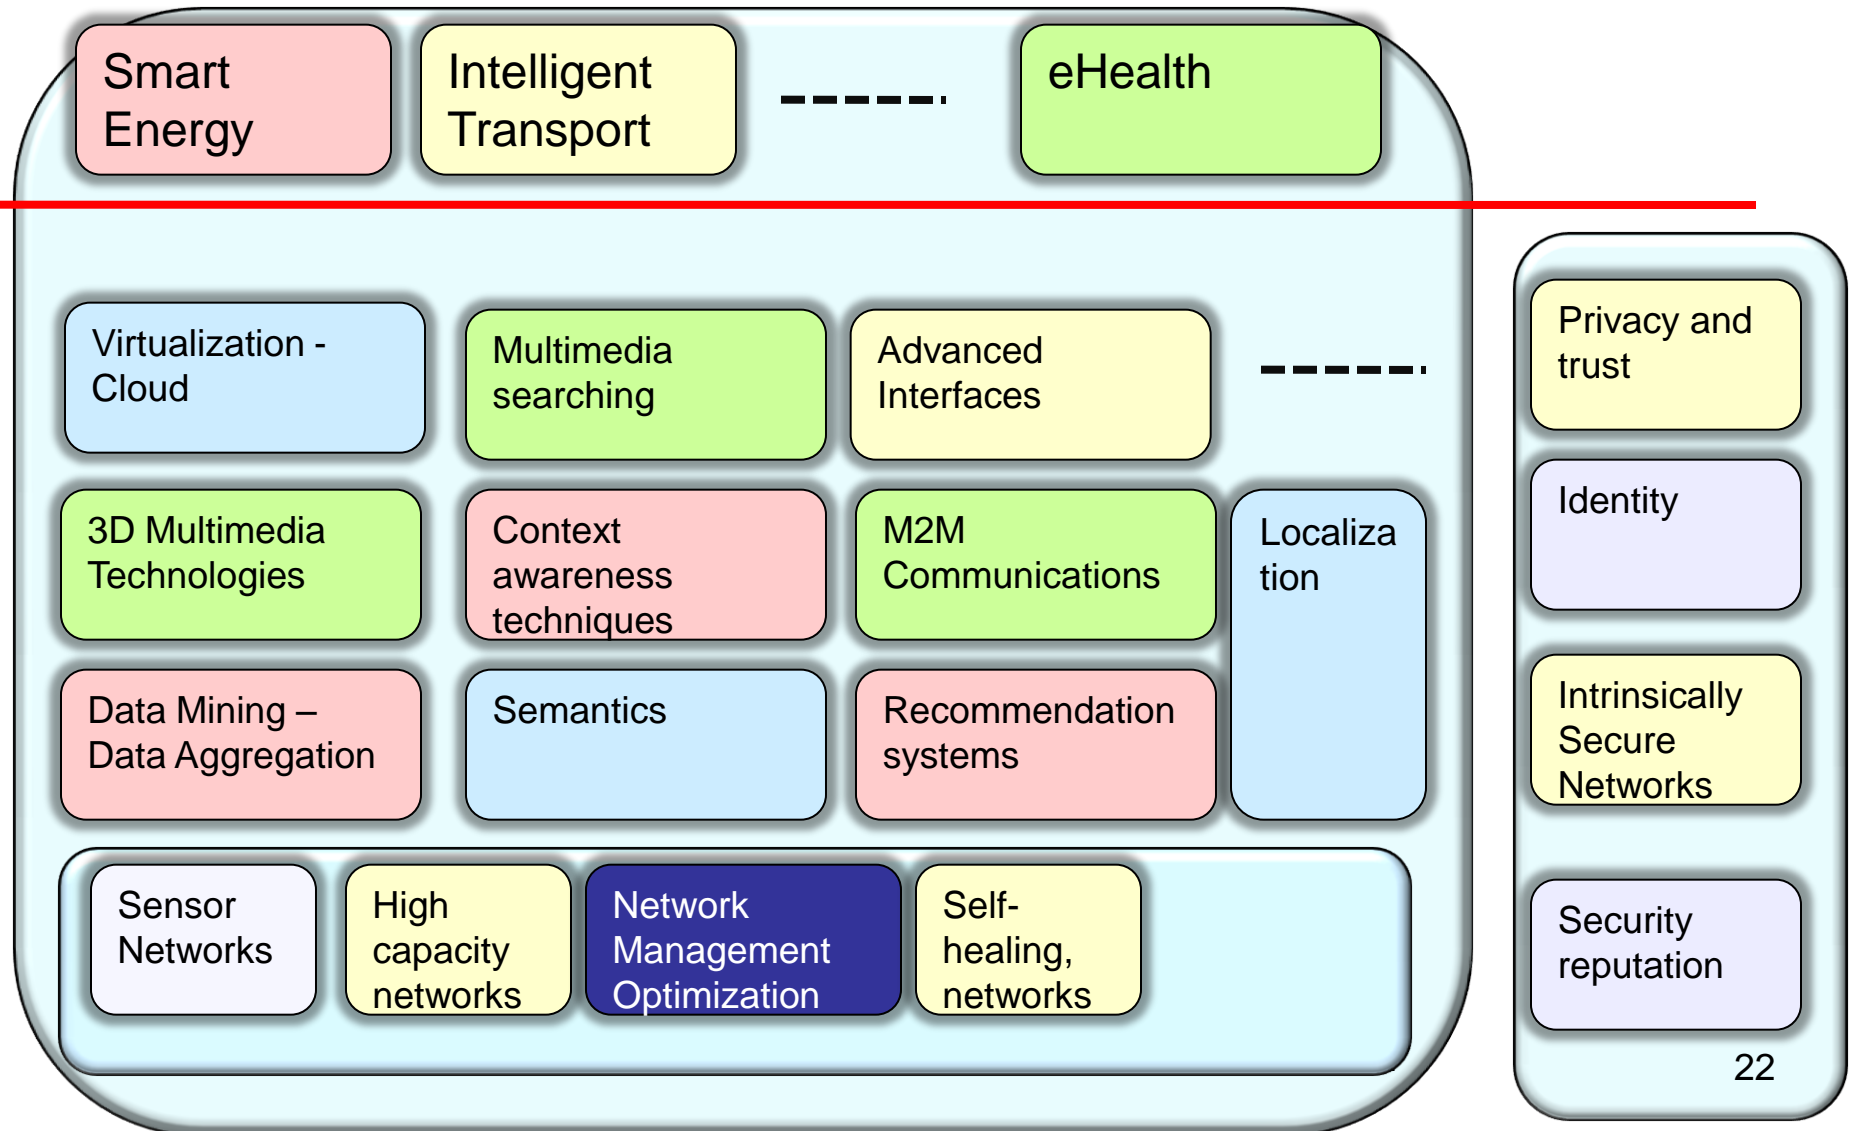 Smart
Energy
Intelligent
Transport
eHealth
Virtualization -
Cloud
Multimedia
searching
Advanced
Interfaces
3D Multimedia
Technologies
Context
awareness
techniques
M2M
Communications
Localiza
tion
Data Mining –
Data Aggregation
Semantics
Recommendation
systems
Sensor
Networks
High
capacity
networks
Network
Management
Optimization
Self-
healing,
networks
Privacy and
trust
Identity
Intrinsically
Secure
Networks
Security
reputation
22